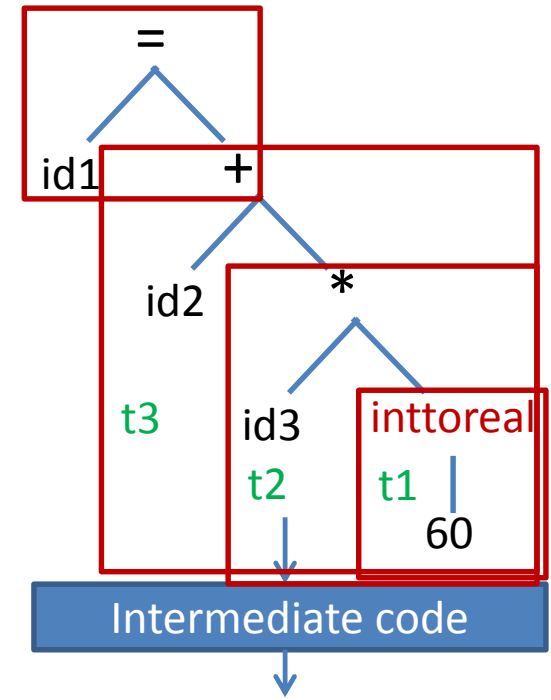 =
id1 +
id2 *
t3 id3 inttoreal
t2 t1
60
Intermediate code